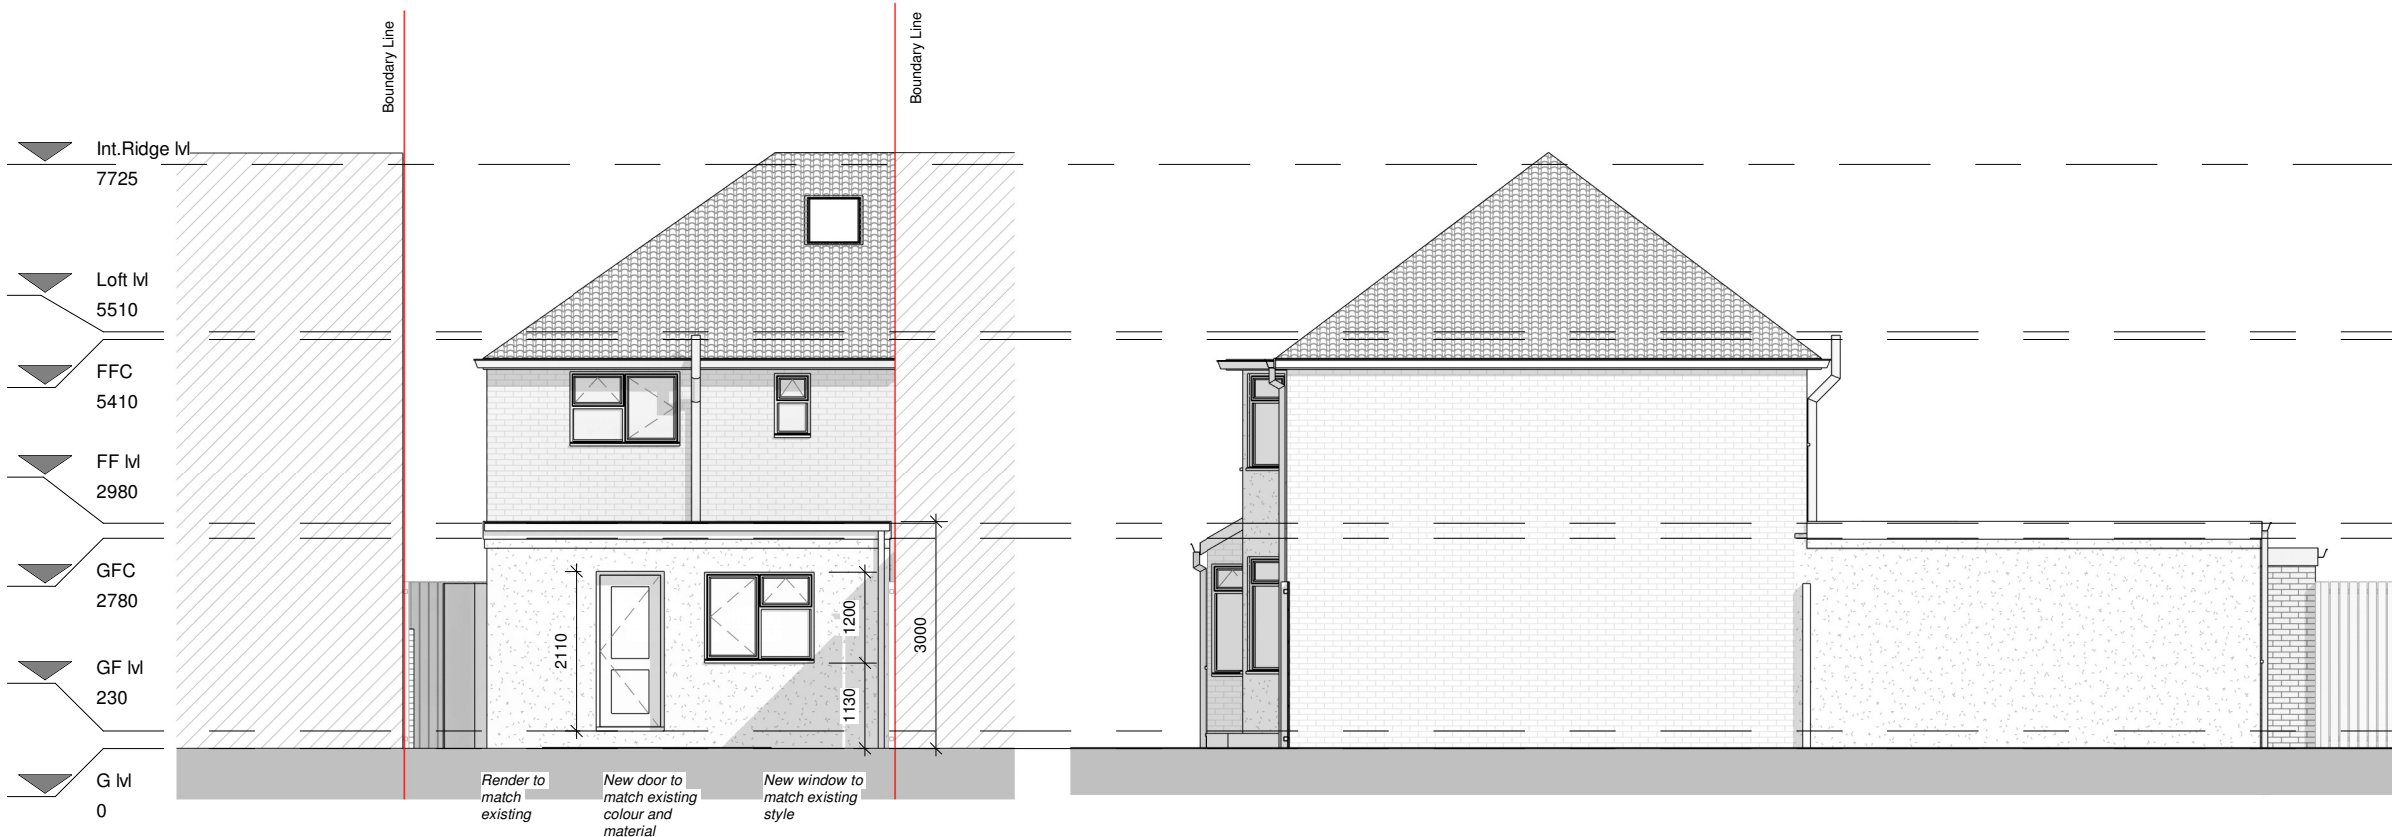 Boundary Line
Boundary Line
Int.Ridge lvl
7725
Loft lvl
5510
FFC
5410
FF lvl
2980
GFC
2780
GF lvl
230
G lvl
0
2110
1200
1130
3000
Render to
match
existing
New door to
match existing
colour and
material
New window to
match existing
style